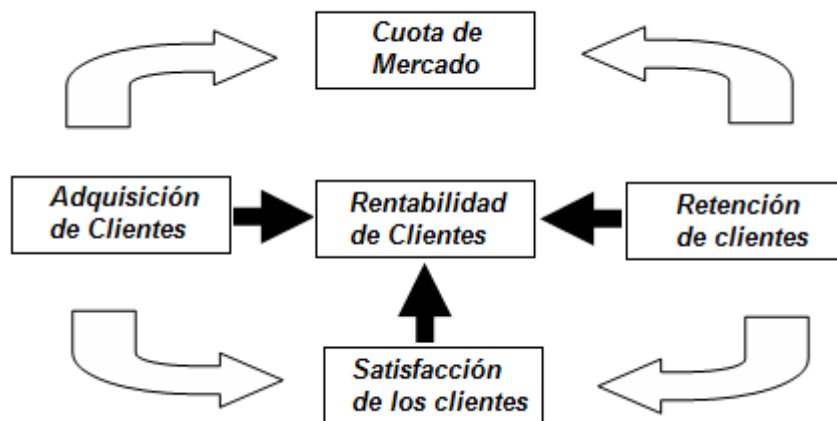 Cuota de
Mercado
Adquisición
de Clientes
Rentabilidad
de Clientes
Retención
de clientes
Satisfacción
de los clientes